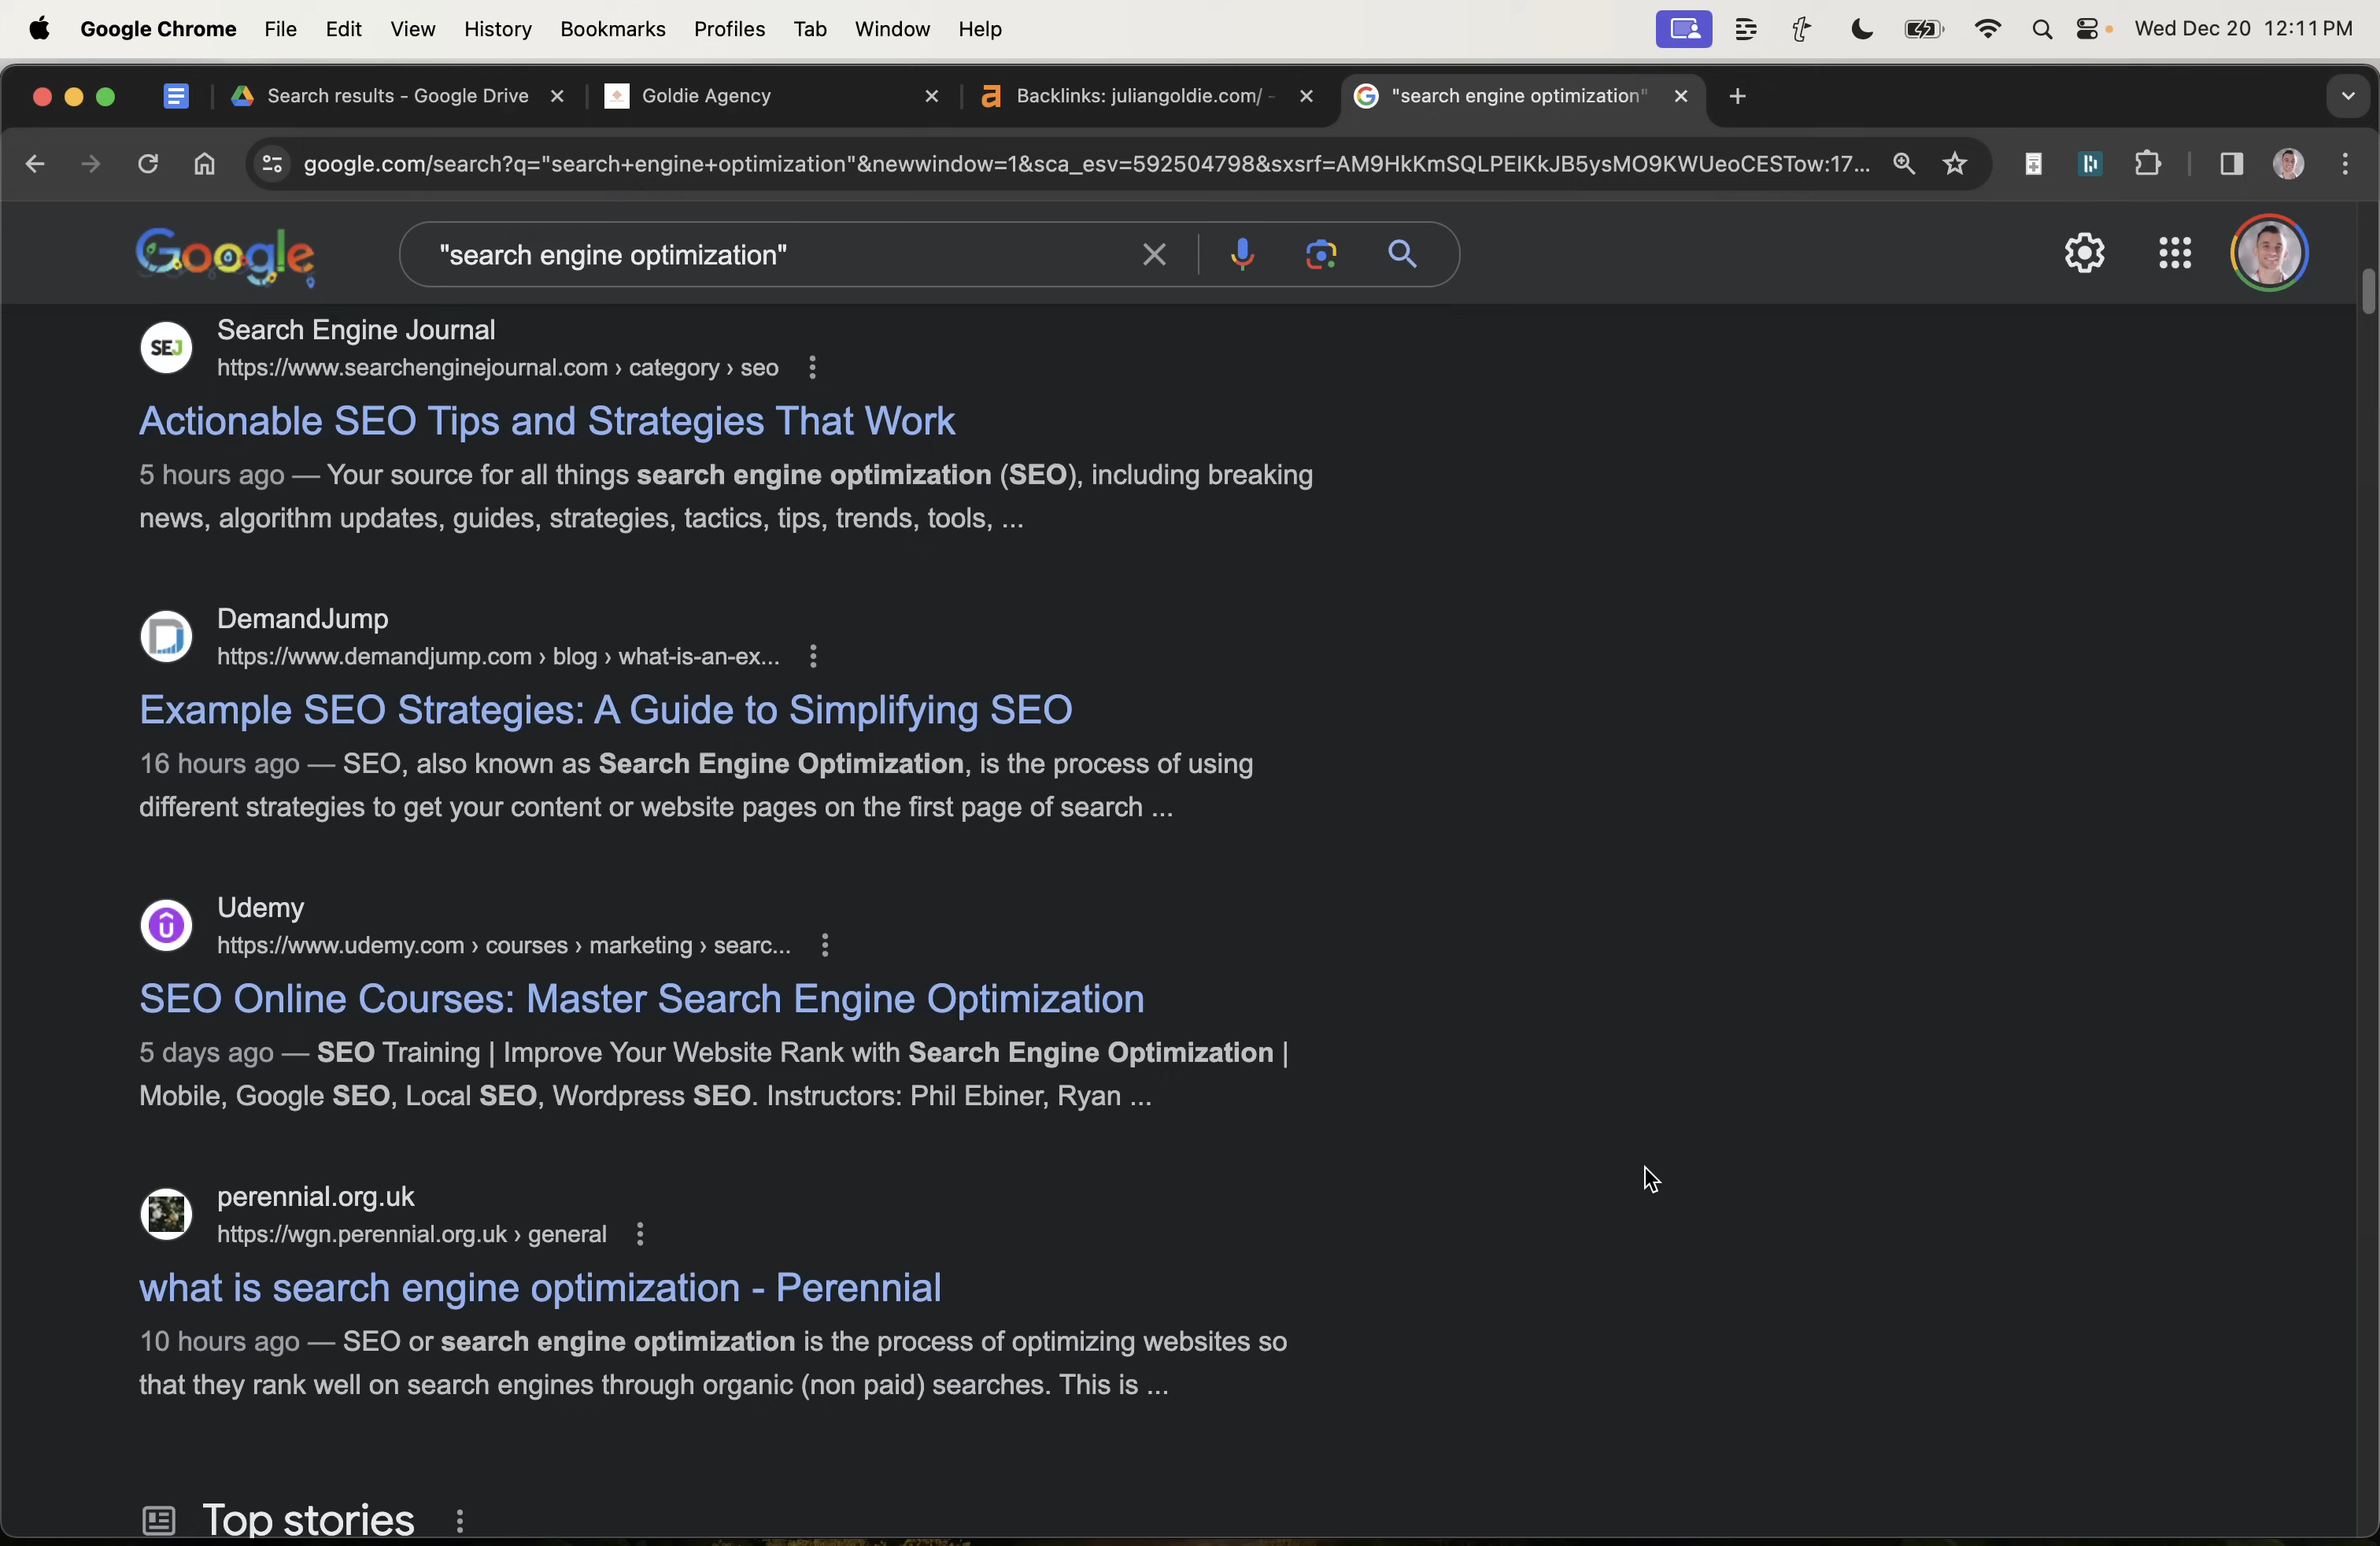 Google Chrome File Edit View History Bookmarks Profiles Tab Window Help Wed Dec 20 12:11 PM
Search results - Google Drive Goldie Agency Backlinks: juliangoldie.com/ - "search engine optimization"
google.com/search?q="search+engine+optimization"&newwindow=1&sca_esv=592504798&sxsrf=AM9HkKmSQLPEIKkJB5ysMO9KWUeoCESTow:17...
Google "search engine optimization"
SEJ Search Engine Journal
https://www.searchenginejournal.com › category › seo
Actionable SEO Tips and Strategies That Work
5 hours ago — Your source for all things search engine optimization (SEO), including breaking
news, algorithm updates, guides, strategies, tactics, tips, trends, tools, ...
DemandJump
https://www.demandjump.com › blog › what-is-an-ex...
Example SEO Strategies: A Guide to Simplifying SEO
16 hours ago — SEO, also known as Search Engine Optimization, is the process of using
different strategies to get your content or website pages on the first page of search ...
Udemy
https://www.udemy.com › courses › marketing › searc...
SEO Online Courses: Master Search Engine Optimization
5 days ago — SEO Training | Improve Your Website Rank with Search Engine Optimization |
Mobile, Google SEO, Local SEO, Wordpress SEO. Instructors: Phil Ebiner, Ryan ...
perennial.org.uk
https://wgn.perennial.org.uk › general
what is search engine optimization - Perennial
10 hours ago — SEO or search engine optimization is the process of optimizing websites so
that they rank well on search engines through organic (non paid) searches. This is ...
Top stories